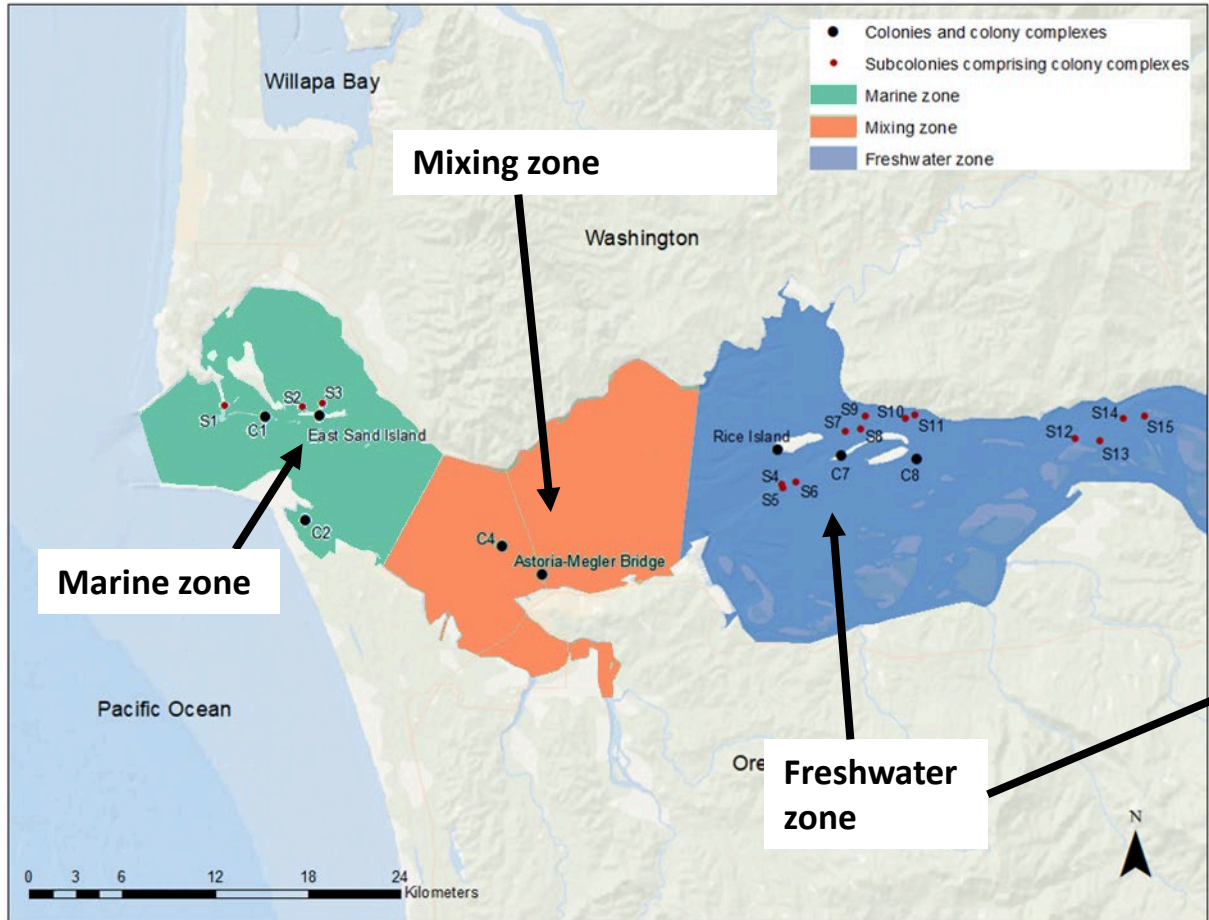 Colonies and colony complexes
Subcolonies comprising colony complexes
Marine zone
Mixing zone
Freshwater zone
Willapa Bay
Mixing zone
Washington
S1
C1
S2
S3
East Sand Island
C2
Marine zone
C4
Astoria-Megler Bridge
Rice Island
S4
S5
S6
S7
S8
S9
S10
S11
C7
C8
S12
S13
S14
S15
Pacific Ocean
Ore
Freshwater
zone
N
0 3 6 12 18 24
Kilometers